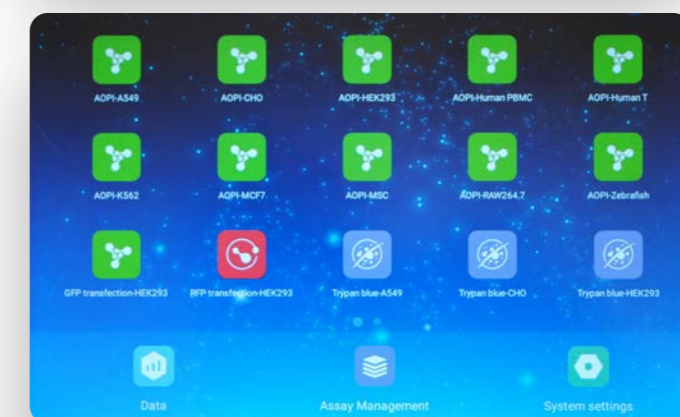 AOPI-A549
AOPI-CHO
AOPI-HEK293
AOPI-Human PBMC
AOPI-Human T
AOPI-K562
AOPI-MCF7
AOPI-MSC
AOPI-RAW264.7
AOPI-Zebrafish
GFP transfection-HEK293
RFP transfection-HEK293
Trypan blue-A549
Trypan blue-CHO
Trypan blue-HEK293
Data
Assay Management
System settings